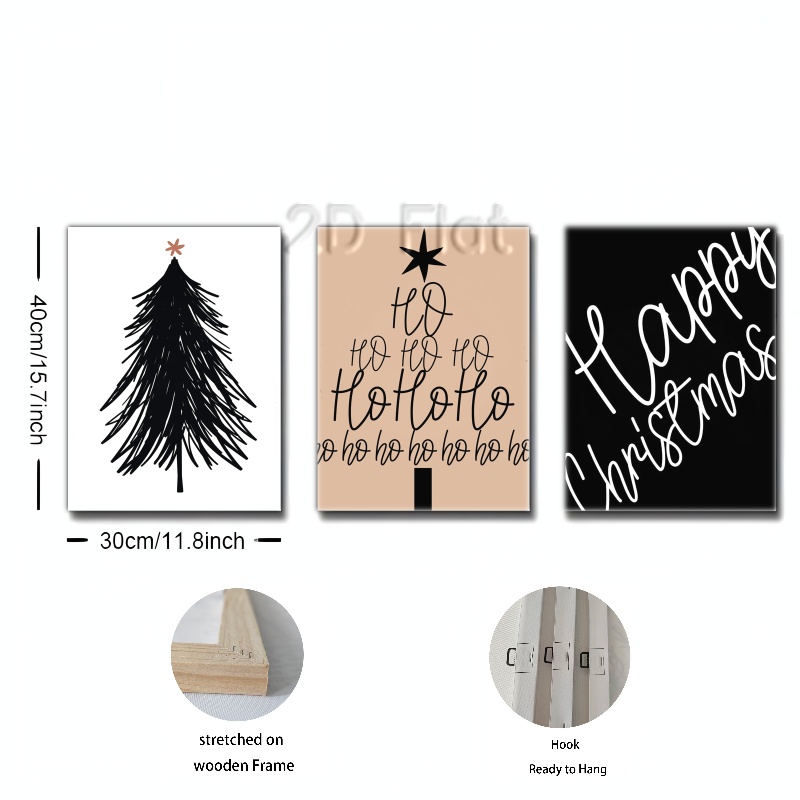 2D Flat
40cm/15.7inch
HO
HO HO HO
HoHoHo
ho ho ho ho ho ho ho
Happy
Christmas
30cm/11.8inch
stretched on
wooden Frame
Hook
Ready to Hang